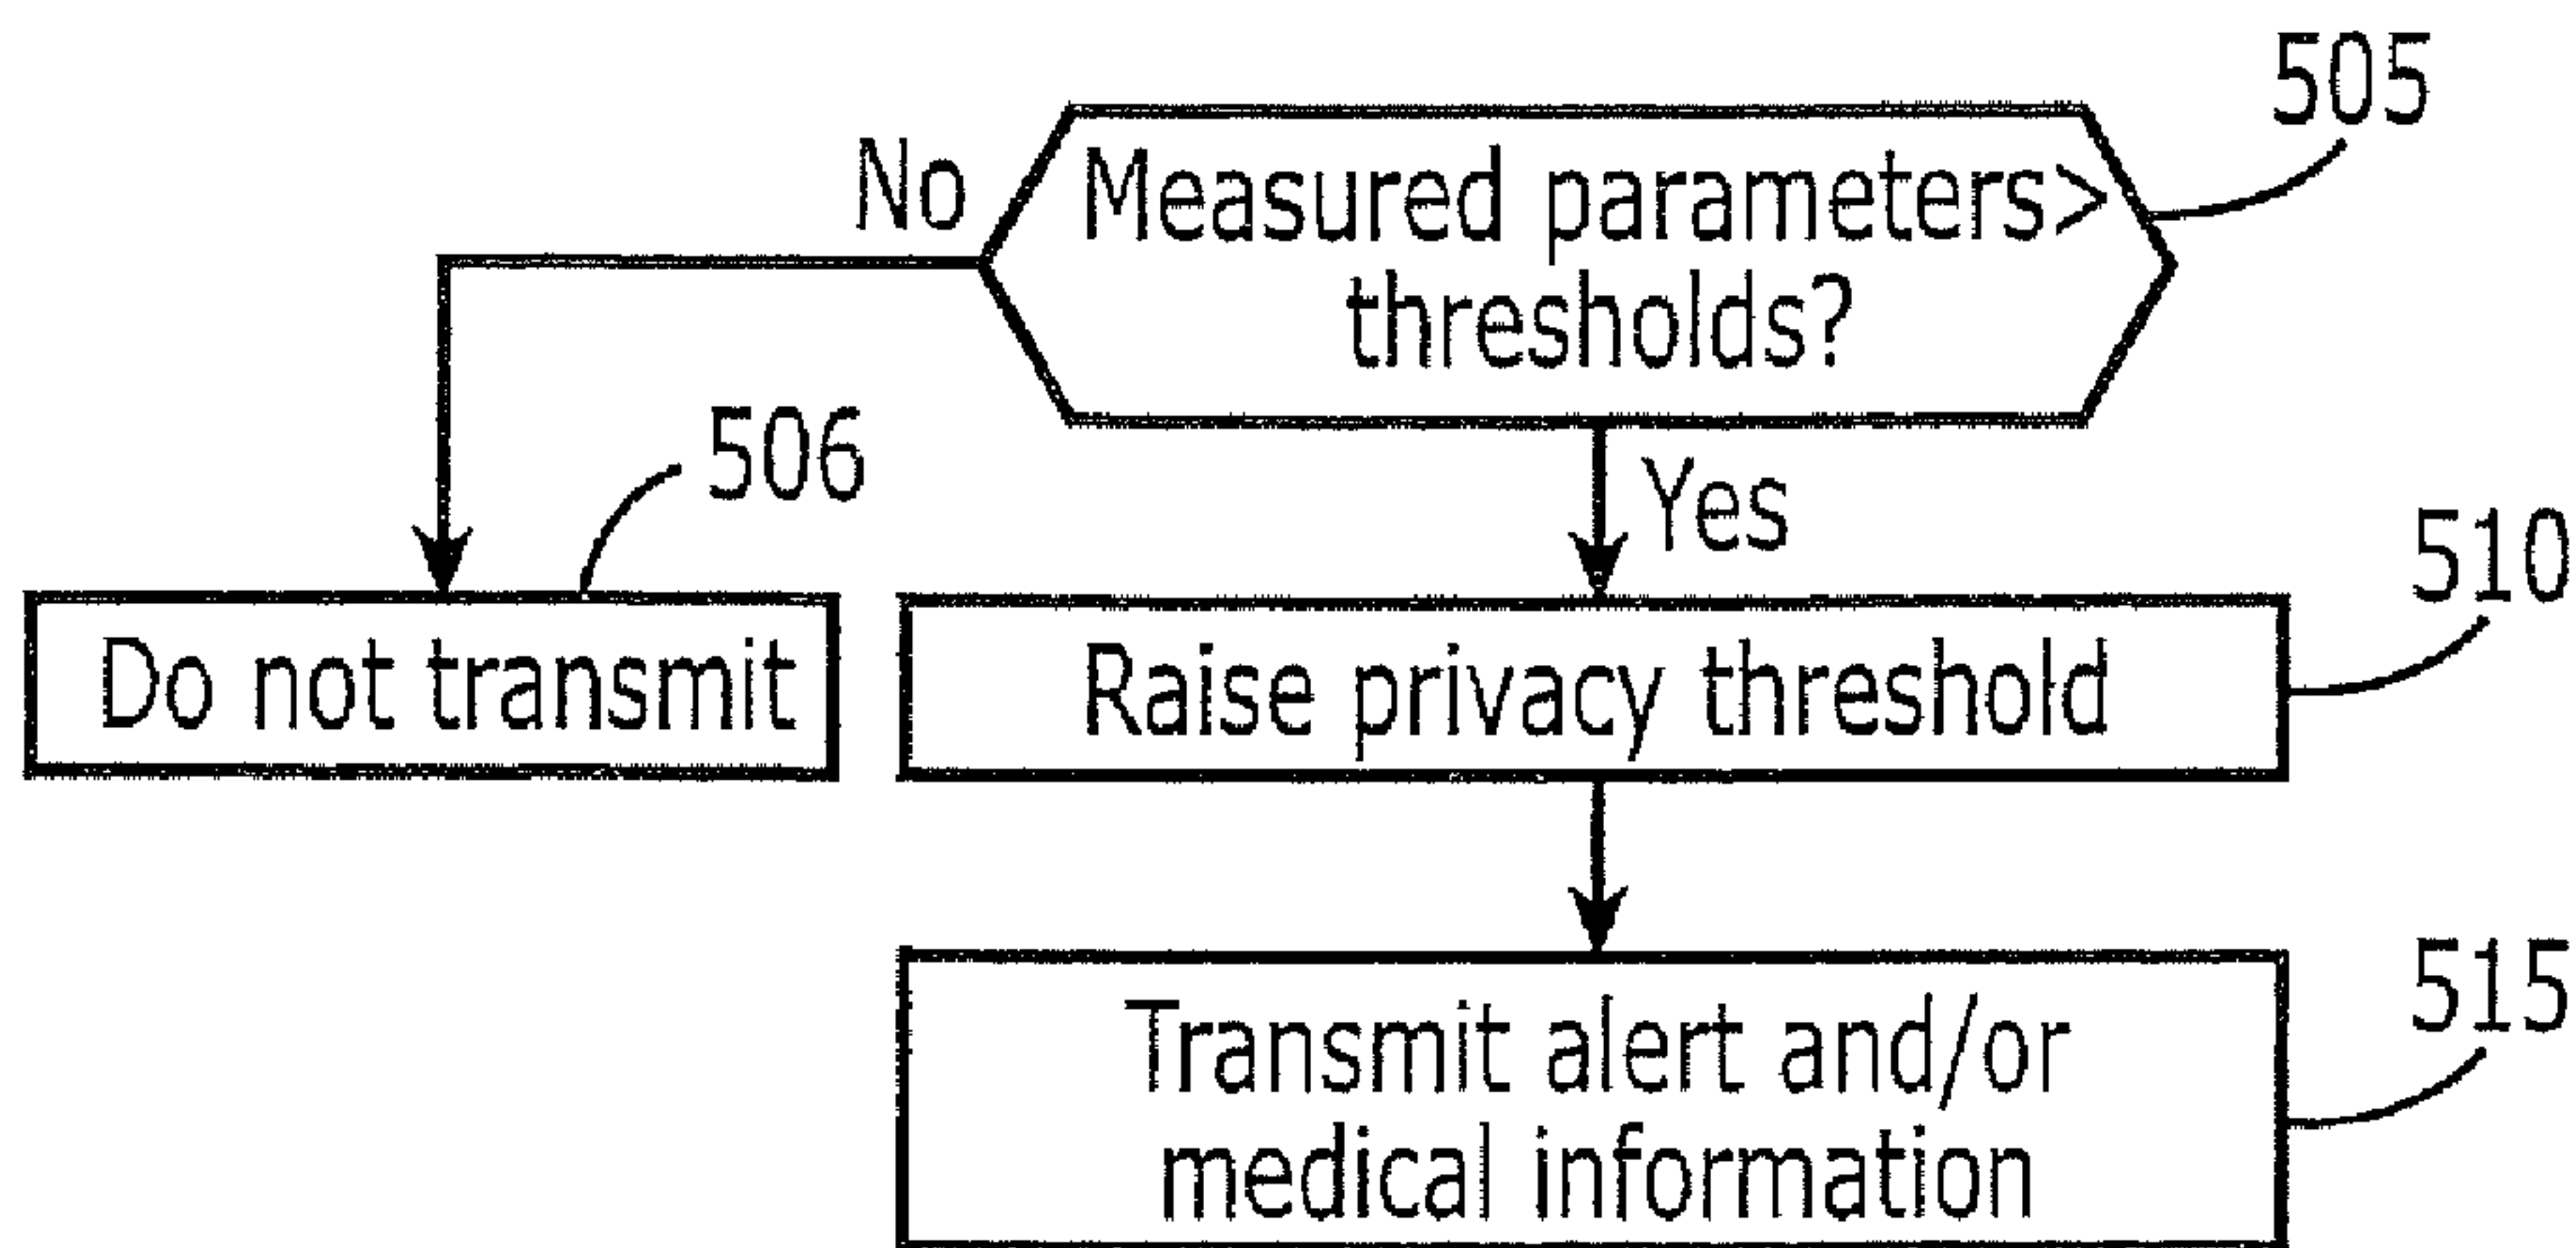 505
No
Measured parameters>
thresholds?
506
Yes
510
Do not transmit
Raise privacy threshold
515
Transmit alert and/or
medical information